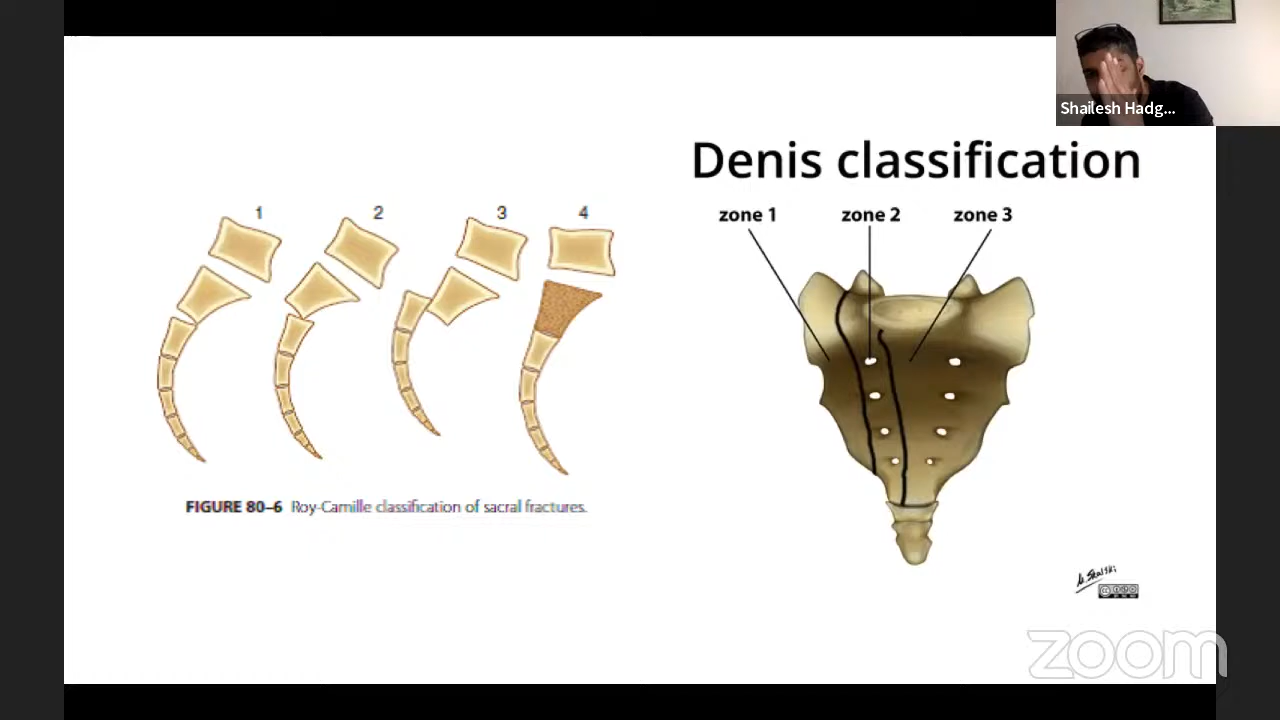 Shailesh Hadg...
Denis classification
1 2 3 4
zone 1 zone 2 zone 3
FIGURE 80–6 Roy-Camille classification of sacral fractures.
zoom